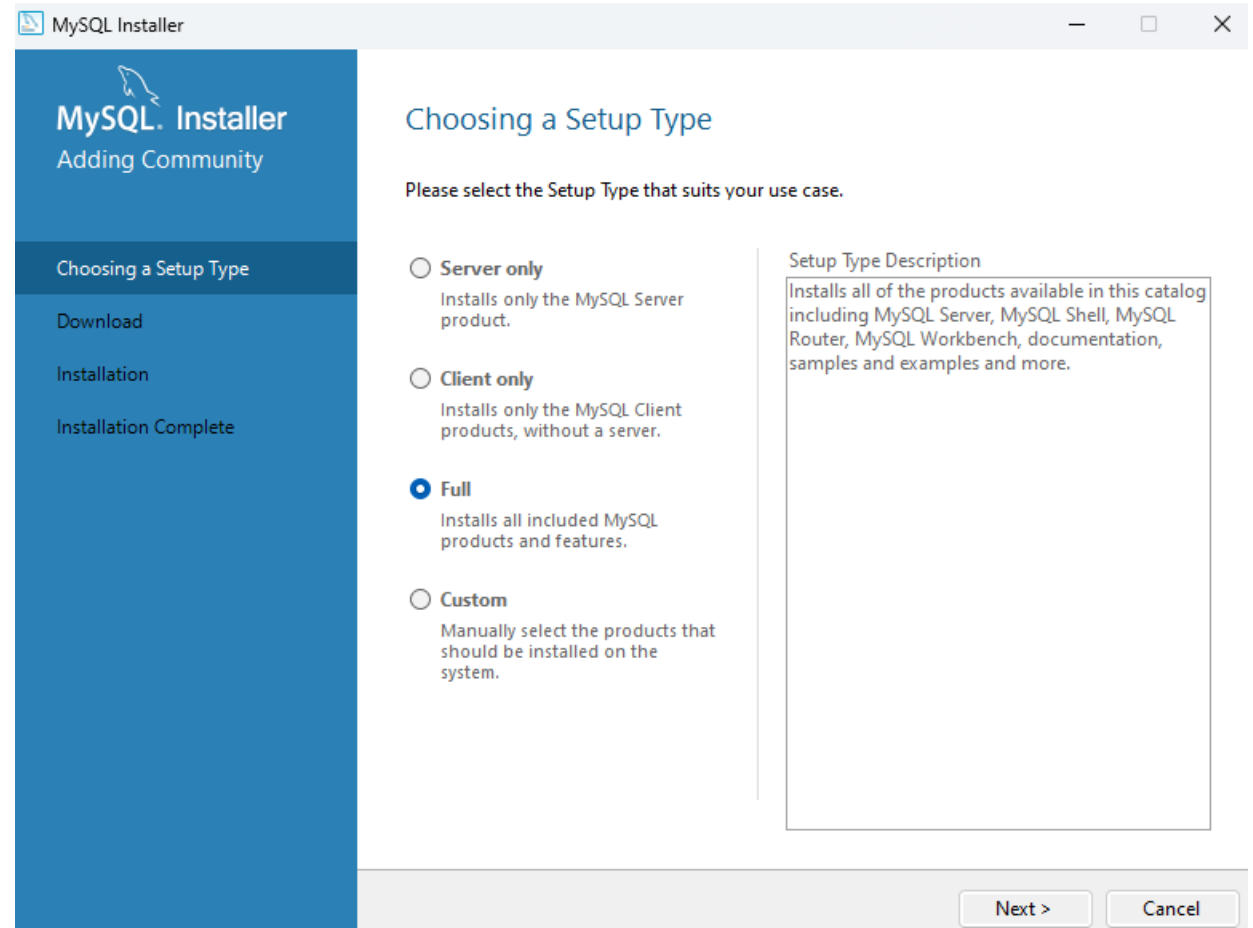 MySQL Installer
MySQL. Installer
Adding Community
Choosing a Setup Type
Download
Installation
Installation Complete
Choosing a Setup Type
Please select the Setup Type that suits your use case.
Server only
Installs only the MySQL Server
product.
Client only
Installs only the MySQL Client
products, without a server.
Full
Installs all included MySQL
products and features.
Custom
Manually select the products that
should be installed on the
system.
Setup Type Description
Installs all of the products available in this catalog
including MySQL Server, MySQL Shell, MySQL
Router, MySQL Workbench, documentation,
samples and examples and more.
Next >
Cancel